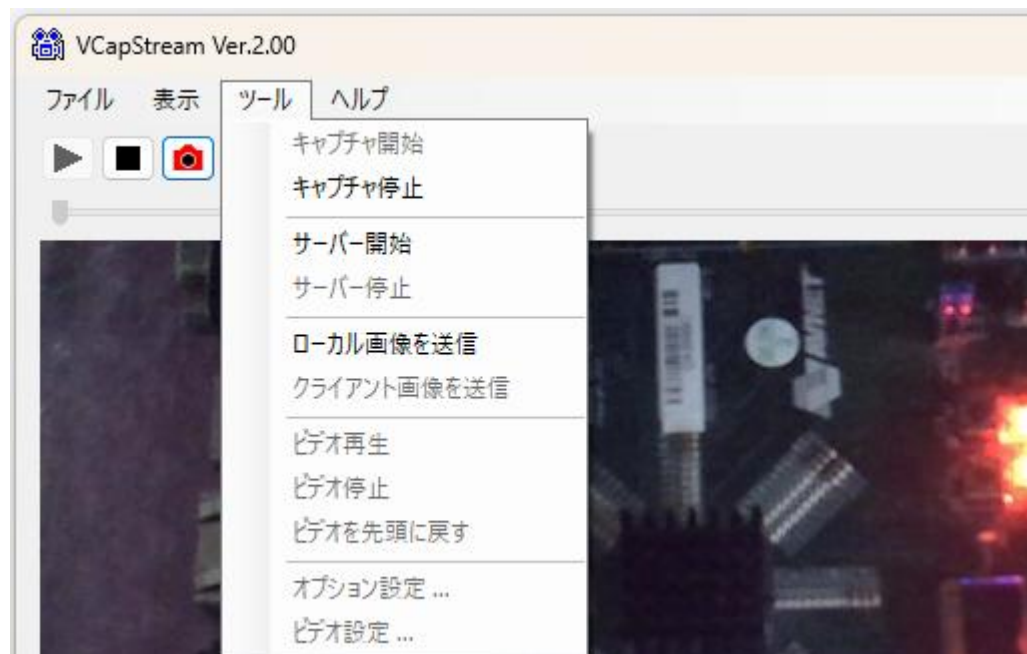 VCapStream Ver.2.00
ファイル 表示 ツール ヘルプ
キャプチャ開始
キャプチャ停止
サーバー開始
サーバー停止
ローカル画像を送信
クライアント画像を送信
ビデオ再生
ビデオ停止
ビデオを先頭に戻す
オプション設定 ...
ビデオ設定 ...
AVNET